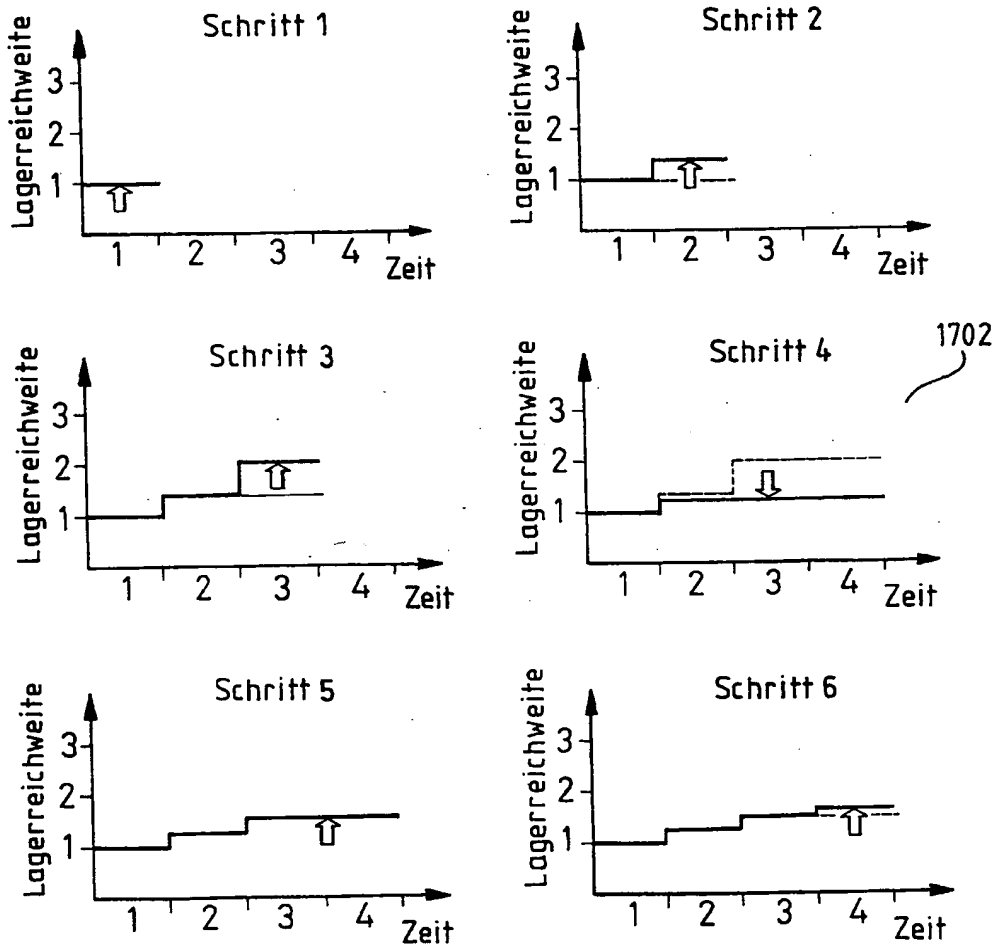 Schritt 1
Lagerreichweite
3
2
1
1 2 3 4 Zeit
Schritt 2
Lagerreichweite
3
2
1
1 2 3 4 Zeit
Schritt 3
Lagerreichweite
3
2
1
1 2 3 4 Zeit
Schritt 4
1702
Lagerreichweite
3
2
1
1 2 3 4 Zeit
Schritt 5
Lagerreichweite
3
2
1
1 2 3 4 Zeit
Schritt 6
Lagerreichweite
3
2
1
1 2 3 4 Zeit